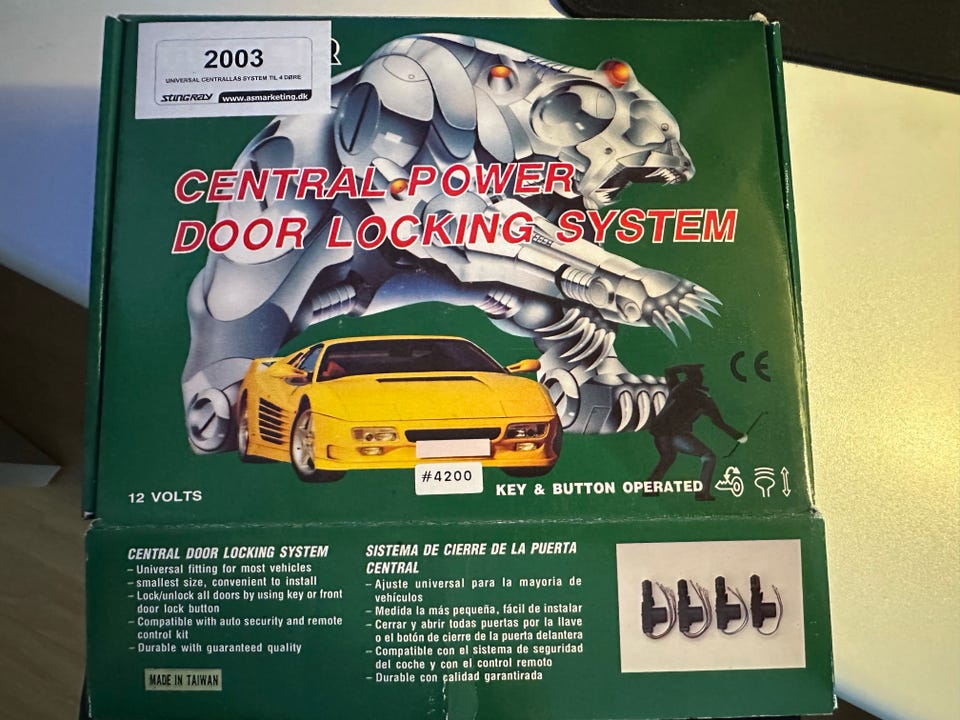 2003
UNIVERSAL CENTRALLÅS SYSTEM TIL 4 DØRE
STINGRAY www.asmarketing.dk
R
CENTRAL POWER
DOOR LOCKING SYSTEM
CE
#4200
12 VOLTS
KEY & BUTTON OPERATED
CENTRAL DOOR LOCKING SYSTEM
– Universal fitting for most vehicles
– smallest size, convenient to install
– Lock/unlock all doors by using key or front
door lock button
– Compatible with auto security and remote
control kit
– Durable with guaranteed quality
MADE IN TAIWAN
SISTEMA DE CIERRE DE LA PUERTA
CENTRAL
– Ajuste universal para la mayoria de
vehículos
– Medida la más pequeña, fácil de instalar
– Cerrar y abrir todas puertas por la llave
o el botón de cierre de la puerta delantera
– Compatible con el sistema de seguridad
del coche y con el control remoto
– Durable con calidad garantirada